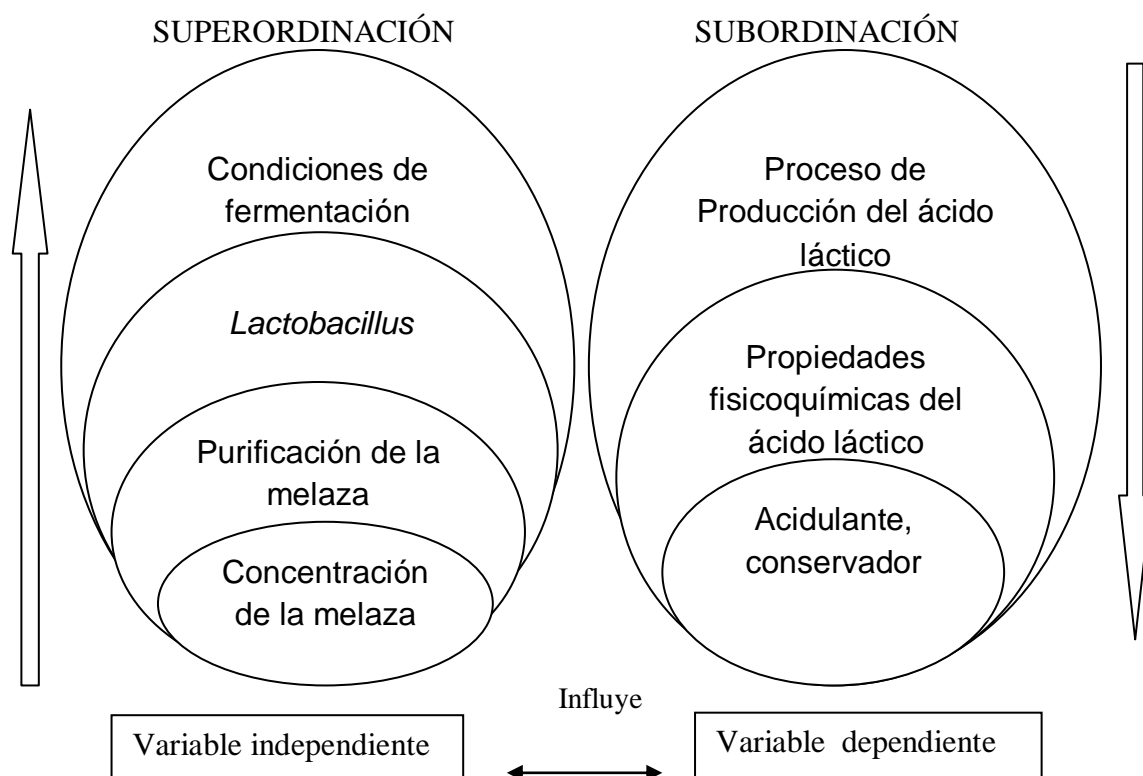 SUPERORDINACIÓN
SUBORDINACIÓN
Condiciones de
fermentación
Lactobacillus
Purificación de la
melaza
Concentración
de la melaza
Proceso de
Producción del ácido
láctico
Propiedades
fisicoquímicas del
ácido láctico
Acidulante,
conservador
Influye
Variable independiente
Variable dependiente